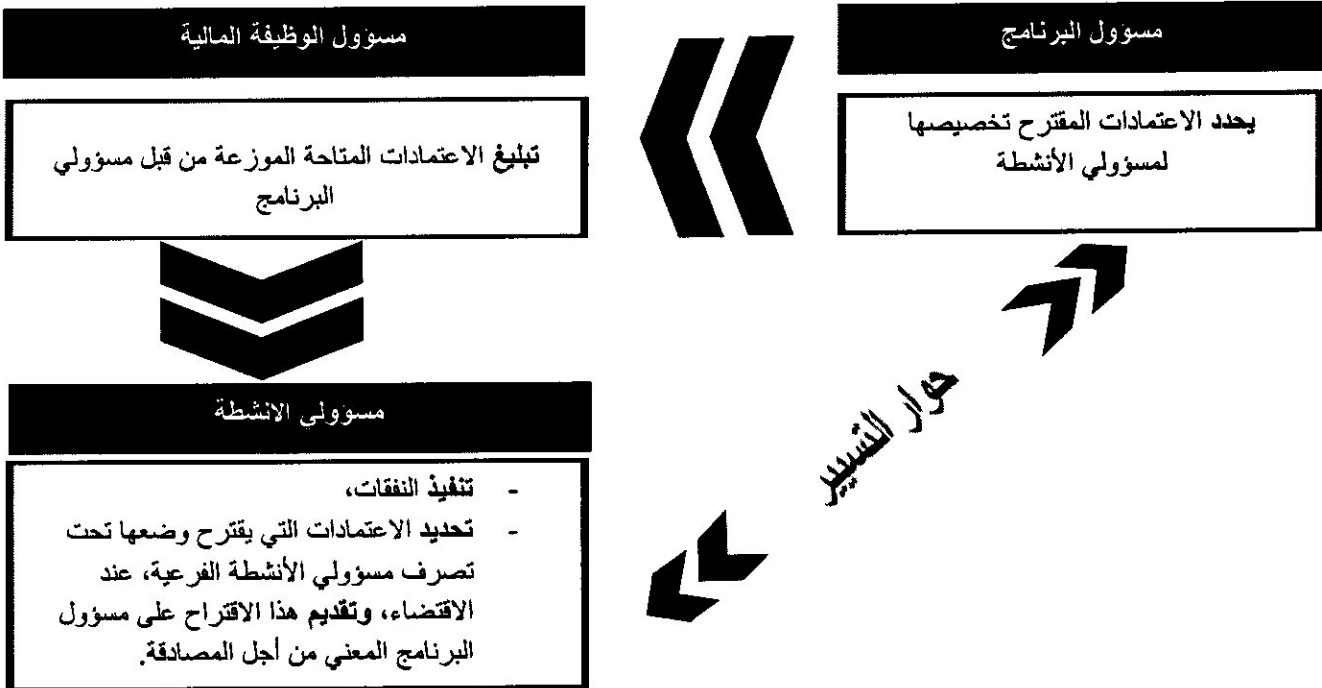 مسؤول البرنامج
يحدد الاعتمادات المقترح تخصيصها
لمسؤولي الأنشطة
مسؤول الوظيفة المالية
تبليغ الاعتمادات المتاحة الموزعة من قبل مسؤولي
البرنامج
مسؤولي الانشطة
- تنفيذ النفقات،
- تحديد الاعتمادات التي يقترح وضعها تحت
تصرف مسؤولي الأنشطة الفرعية، عند
الاقتضاء، وتقديم هذا الاقتراح على مسؤول
البرنامج المعني من أجل المصادقة.
حوار التسيير